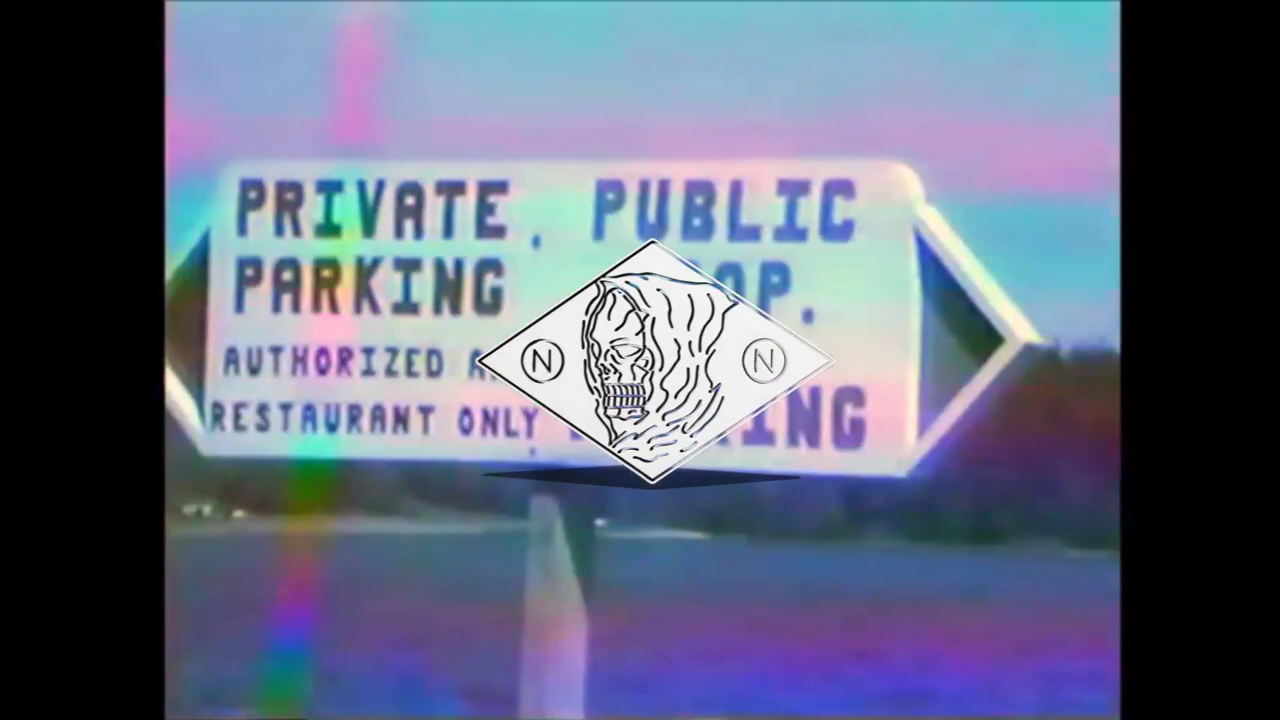 PRIVATE, PUBLIC
PARKING
AUTHORIZED
RESTAURANT ONLY,
N N